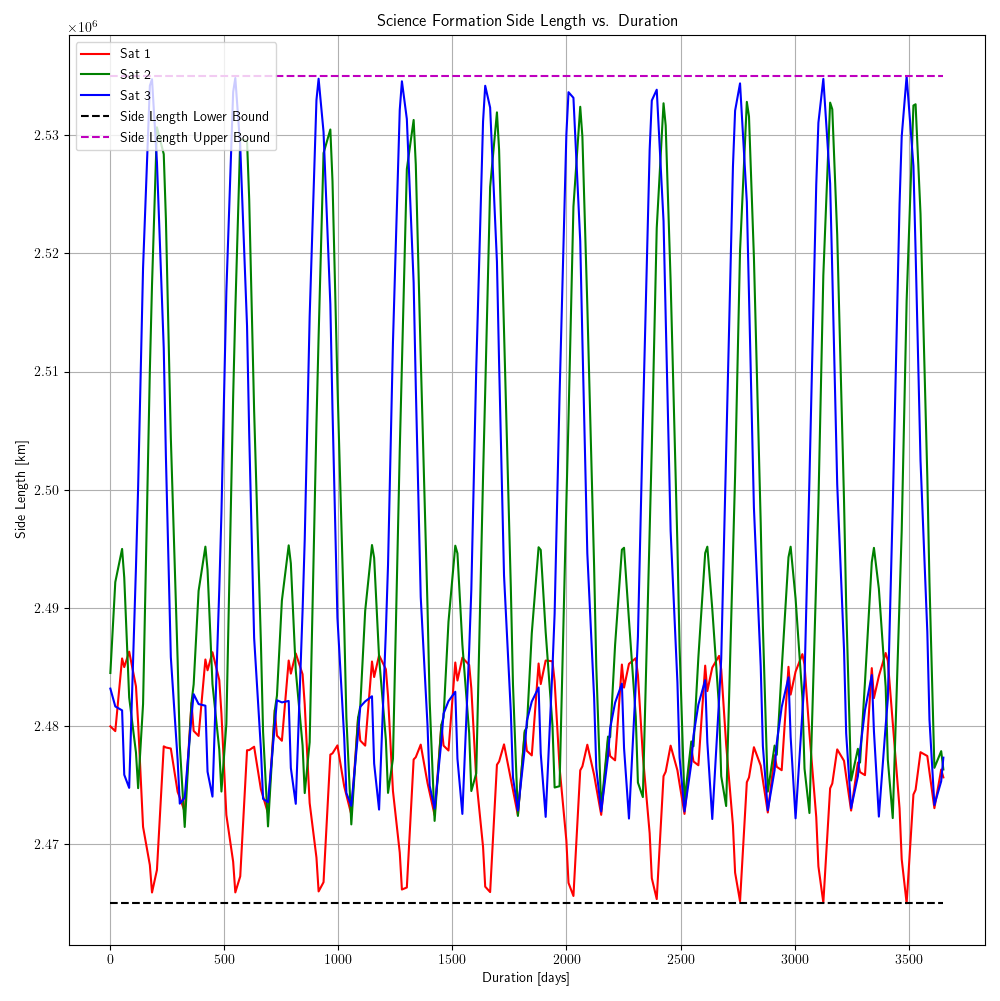 Science Formation Side Length vs. Duration
×10⁶
Sat 1
Sat 2
Sat 3
Side Length Lower Bound
Side Length Upper Bound
2.53
2.52
2.51
2.50
2.49
2.48
2.47
Side Length [km]
0 500 1000 1500 2000 2500 3000 3500
Duration [days]